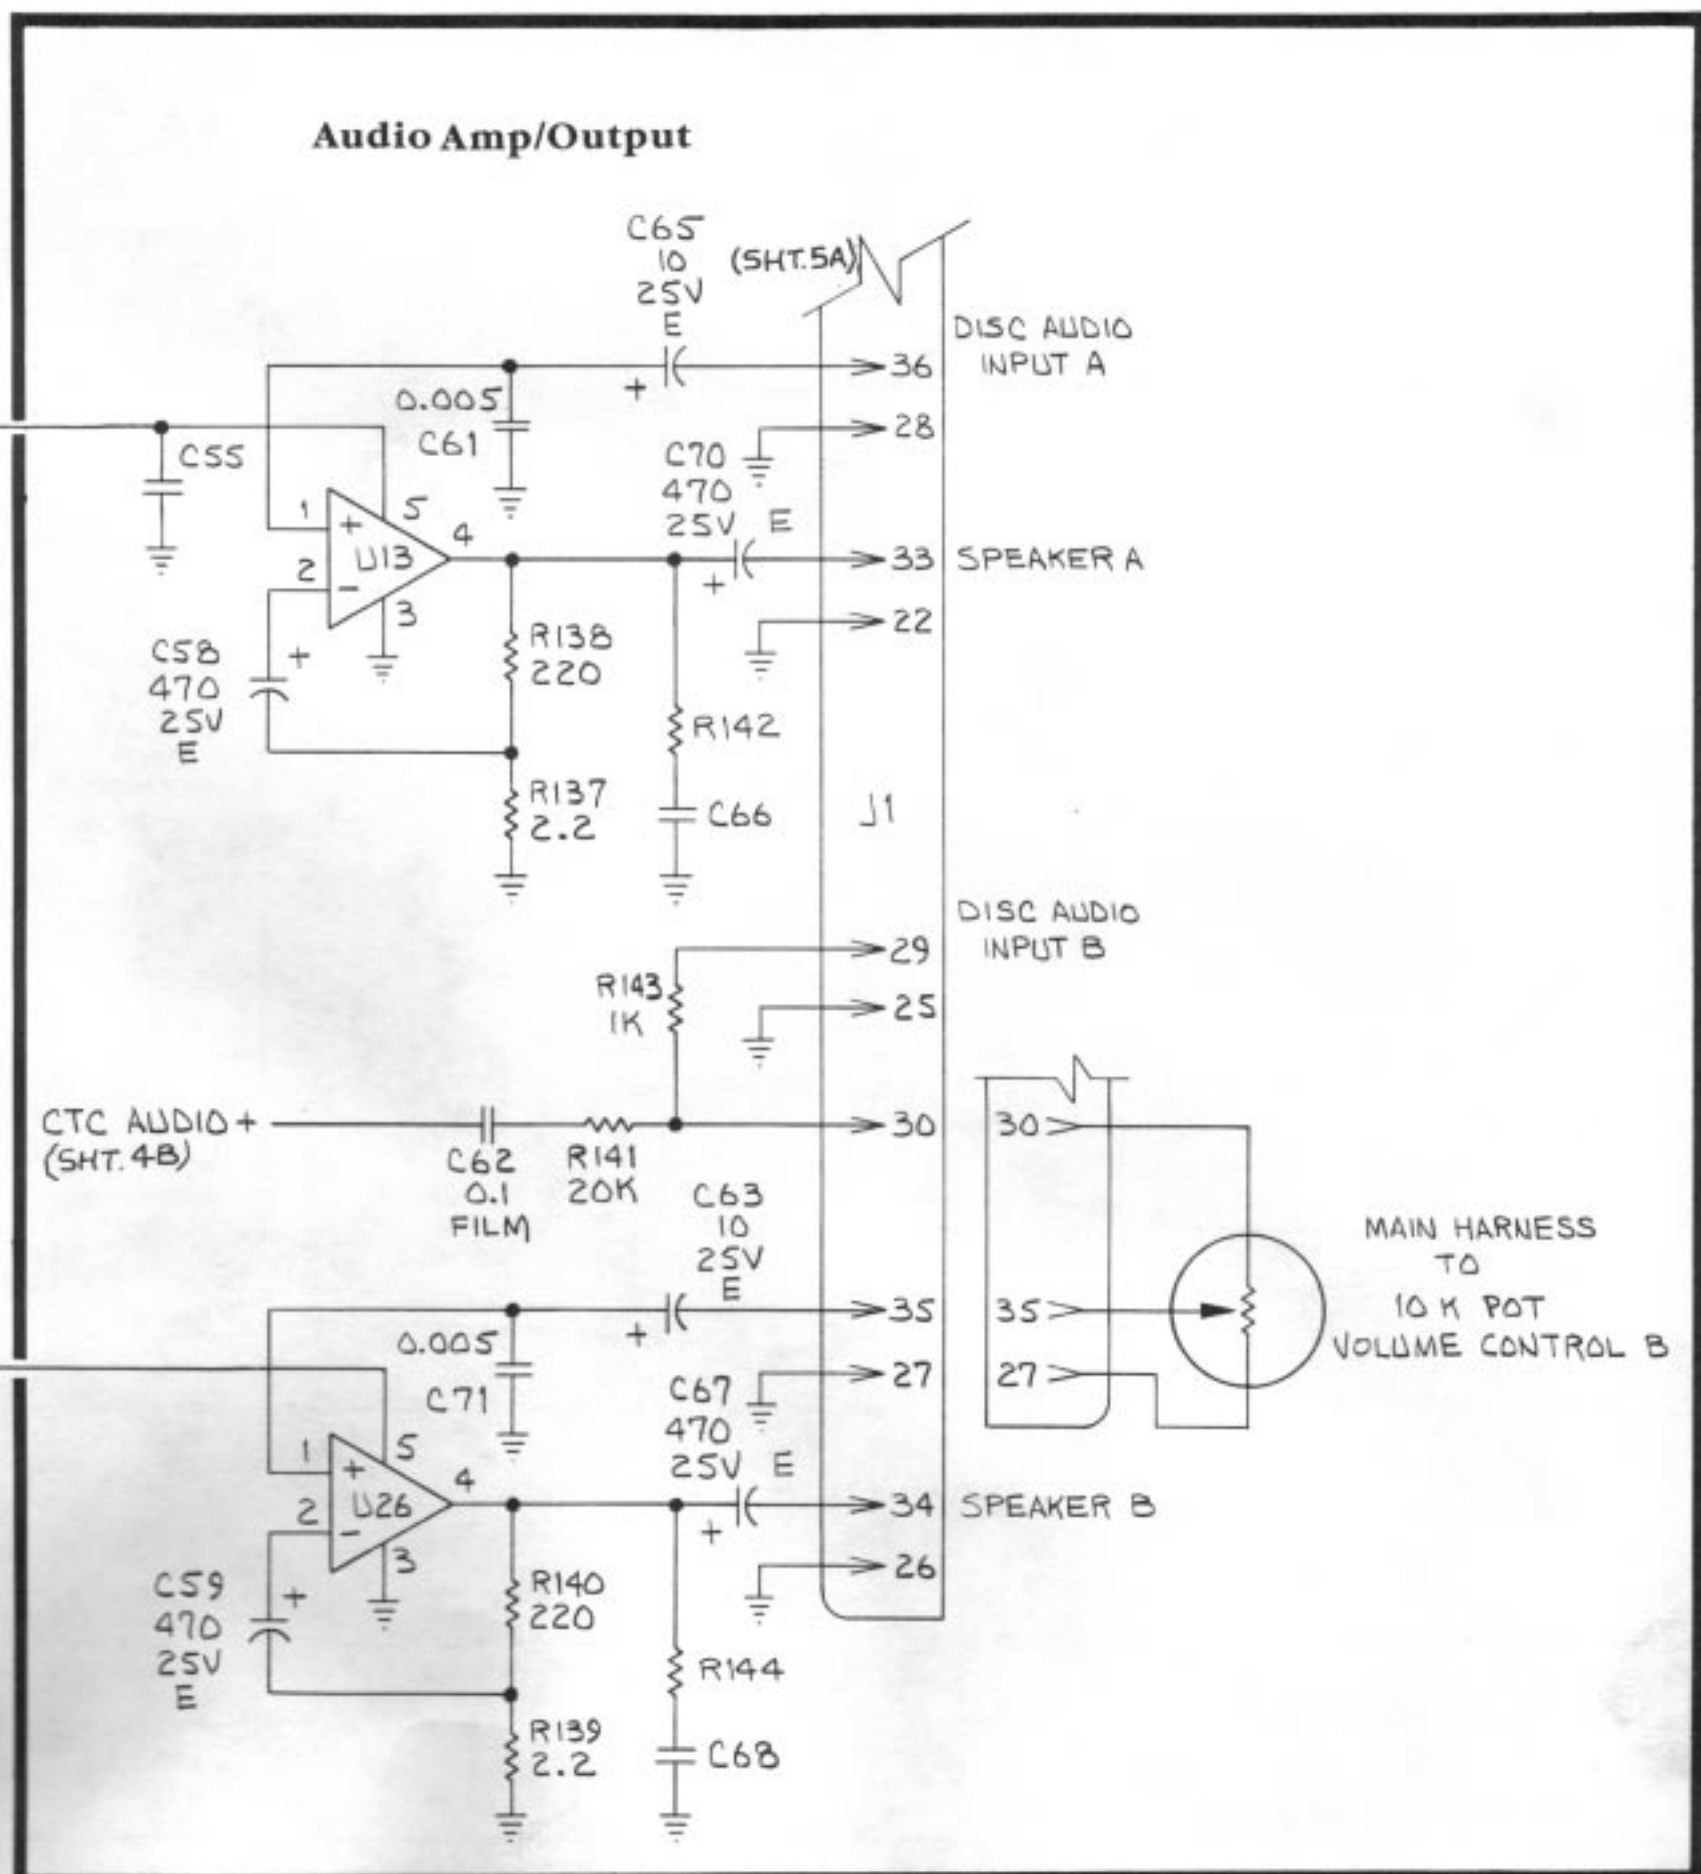 Audio Amp/Output
C65
10
25V
E
(SHT.5A)
DISC AUDIO
INPUT A
36
0.005
C61
28
C55
C70
470
25V E
1
+
5
U13
4
2
-
3
+
33
SPEAKER A
22
C58
470
25V
E
+
R138
220
R142
R137
2.2
C66
J1
DISC AUDIO
INPUT B
29
R143
1K
25
CTC AUDIO +
(SHT. 4B)
C62
0.1
FILM
R141
20K
30
30
C63
10
25V
E
+
35
35
MAIN HARNESS
TO
10 K POT
VOLUME CONTROL B
0.005
C71
27
27
C67
470
25V E
1
+
5
U26
4
2
-
3
+
34
SPEAKER B
26
C59
470
25V
E
+
R140
220
R144
R139
2.2
C68